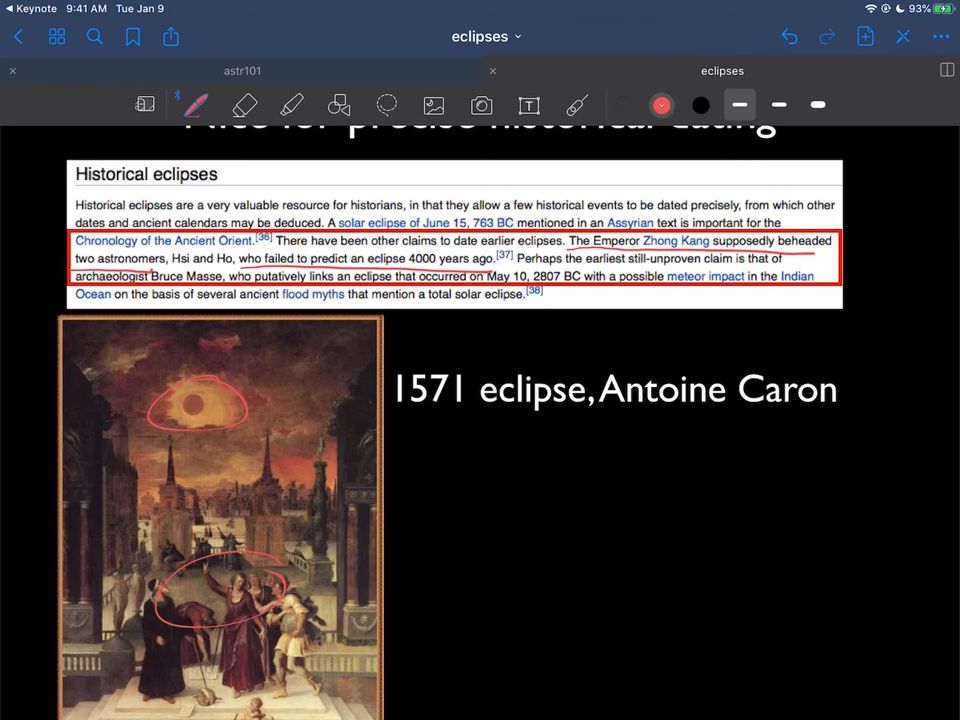 Keynote 9:41 AM Tue Jan 9 93%
eclipses
astr101 eclipses
T
for precise historical dating
Historical eclipses
Historical eclipses are a very valuable resource for historians, in that they allow a few historical events to be dated precisely, from which other
dates and ancient calendars may be deduced. A solar eclipse of June 15, 763 BC mentioned in an Assyrian text is important for the
Chronology of the Ancient Orient.[36] There have been other claims to date earlier eclipses. The Emperor Zhong Kang supposedly beheaded
two astronomers, Hsi and Ho, who failed to predict an eclipse 4000 years ago.[37] Perhaps the earliest still-unproven claim is that of
archaeologist Bruce Masse, who putatively links an eclipse that occurred on May 10, 2807 BC with a possible meteor impact in the Indian
Ocean on the basis of several ancient flood myths that mention a total solar eclipse.[38]
1571 eclipse, Antoine Caron